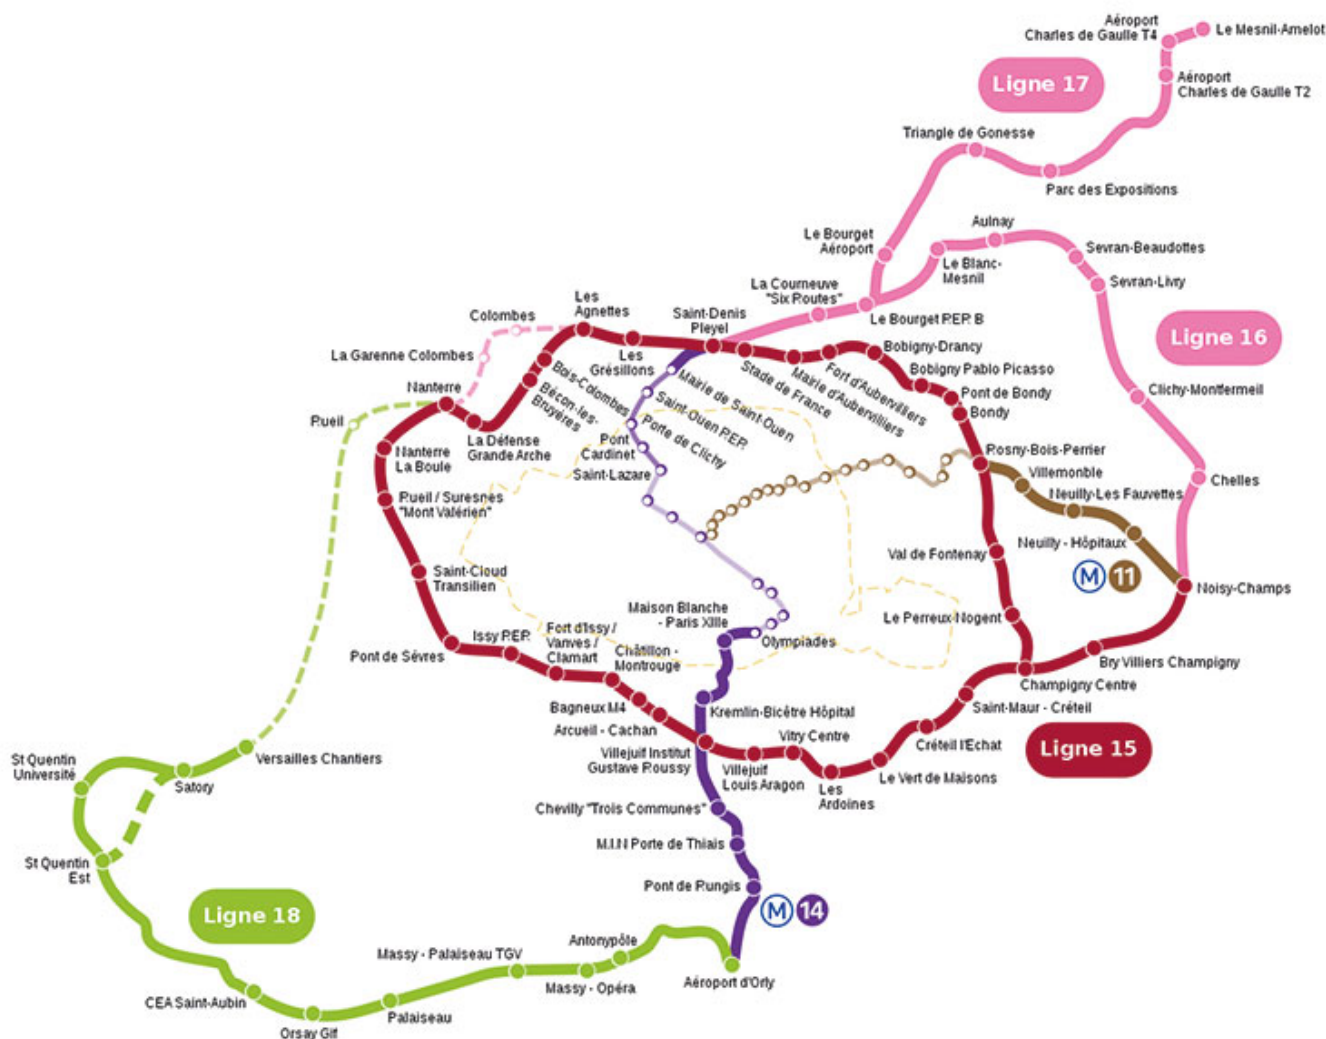 Aéroport
Charles de Gaulle T4
Le Mesnil-Amelot
Ligne 17
Aéroport
Charles de Gaulle T2
Triangle de Gonesse
Parc des Expositions
Le Bourget
Aéroport
Aulnay
Sevran-Beaudottes
Le Blanc-
Mesnil
Sevran-Livry
La Courneuve
"Six Routes"
Le Bourget RER B
Les
Agnettes
Saint-Denis
Pleyel
Colombes
Ligne 16
La Garenne Colombes
Les
Grésillons
Stade de France
Mairie d'Aubervilliers
Fort d'Aubervilliers
Bobigny-Drancy
Bobigny Pablo Picasso
Pont de Bondy
Bondy
Clichy-Montfermeil
Nanterre
Bois-Colombes
Bécon-les-
Bruyères
Mairie de Saint-Ouen
Saint-Ouen RER
Porte de Clichy
Rueil
La Défense
Grande Arche
Pont
Cardinet
Saint-Lazare
Nanterre
La Boule
Rosny-Bois-Perrier
Villemonble
Chelles
Neuilly-Les Fauvettes
Rueil / Suresnes
"Mont Valérien"
Neuilly - Hôpitaux
Val de Fontenay
M 11
Saint-Cloud
Transilien
Noisy-Champs
Maison Blanche
- Paris XIIIe
Le Perreux-Nogent
Olympiades
Issy RER
Fort d'Issy /
Vanves /
Clamart
Châtillon -
Montrouge
Pont de Sévres
Bry Villiers Champigny
Champigny Centre
Bagneux M4
Kremlin-Bicêtre Hôpital
Saint-Maur - Créteil
Arcueil - Cachan
Vitry Centre
Créteil l'Echat
Ligne 15
Villejuif Institut
Gustave Roussy
Villejuif
Louis Aragon
Le Vert de Maisons
Les
Ardoines
St Quentin
Université
Versailles Chantiers
Satory
Chevilly "Trois Communes"
M.I.N Porte de Thiais
St Quentin
Est
Pont de Rungis
M 14
Ligne 18
Antonypôle
Massy - Palaiseau TGV
Massy - Opéra
Aéroport d'Orly
CEA Saint-Aubin
Palaiseau
Orsay Gif